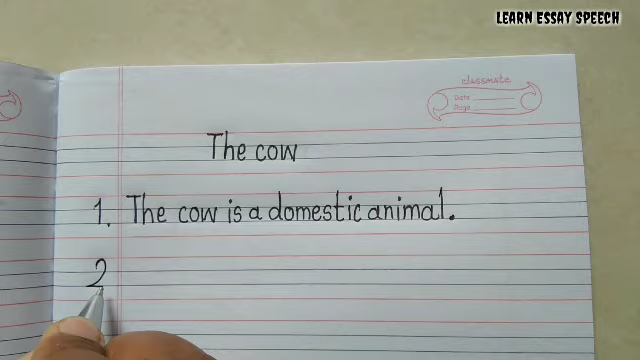 LEARN ESSAY SPEECH
classmate
Date
Page
The cow
1. The cow is a domestic animal.
2